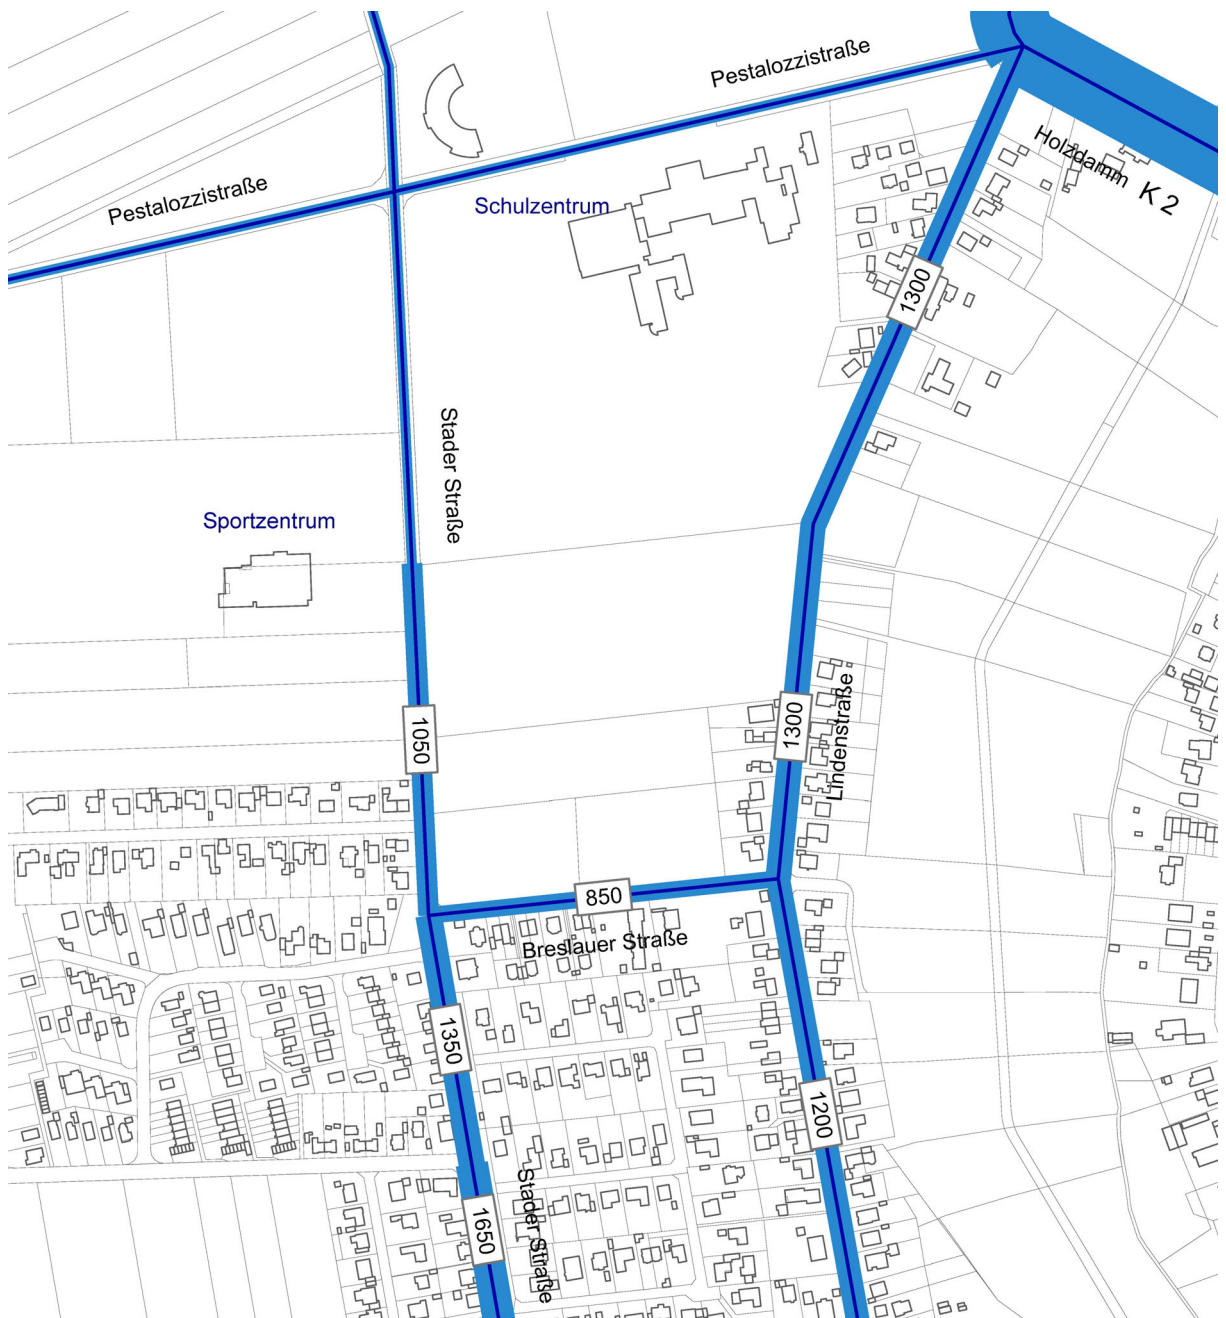 Pestalozzistraße
Holzdamm K 2
Pestalozzistraße
Schulzentrum
1300
Stader Straße
Sportzentrum
1050
1300
Lindenstraße
850
Breslauer Straße
1350
1200
Stader Straße
1650